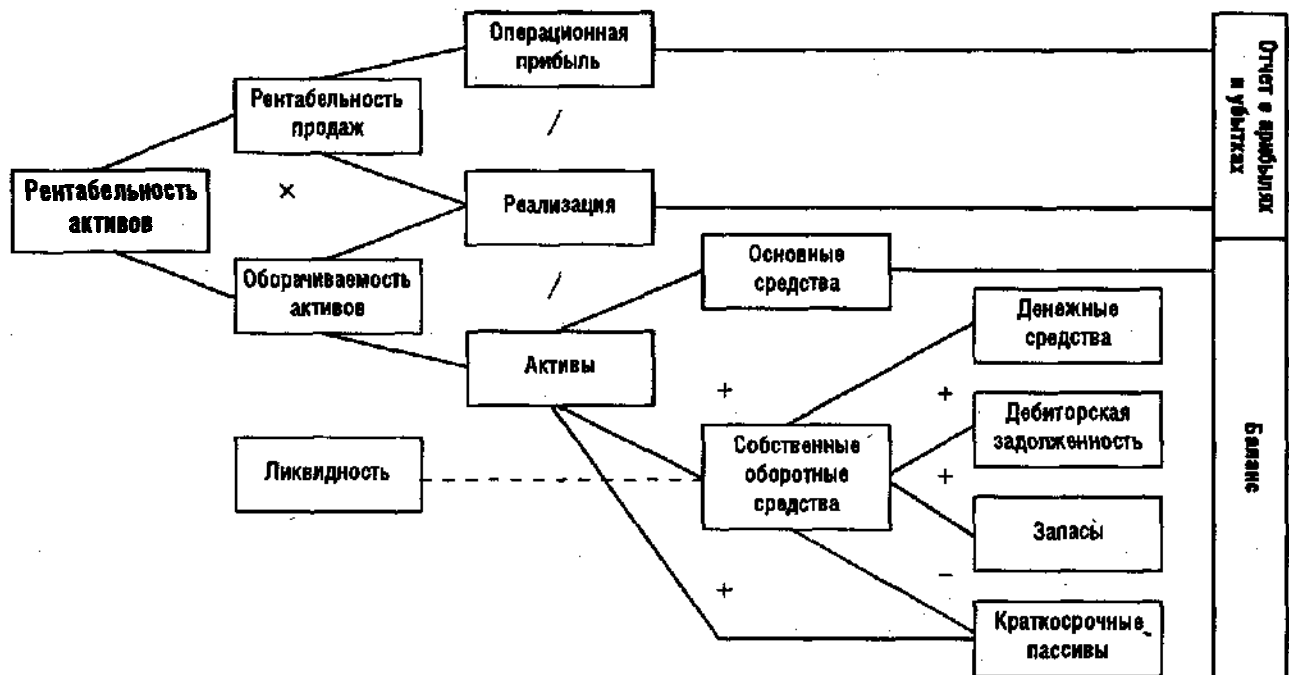 Операционная
прибыль
Рентабельность
продаж
/
Рентабельность
активов
×
Реализация
Оборачиваемость
активов
/
Основные
средства
Денежные
средства
Активы
+
+
Дебиторская
задолженность
Ликвидность
Собственные
оборотные
средства
+
Запасы
+
−
Краткосрочные
пассивы
Отчет о прибылях
и убытках
Баланс